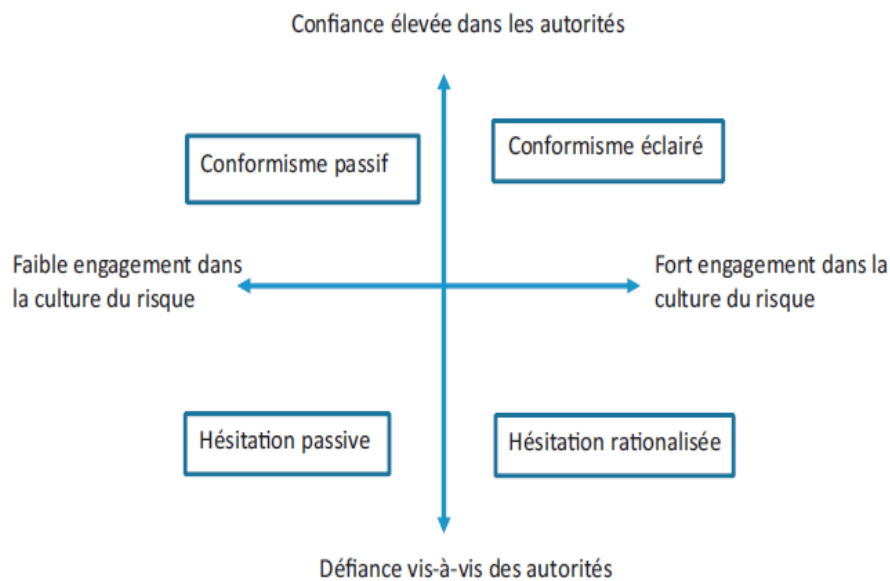 Confiance élevée dans les autorités
Conformisme passif
Conformisme éclairé
Faible engagement dans
la culture du risque
Fort engagement dans la
culture du risque
Hésitation passive
Hésitation rationalisée
Défiance vis-à-vis des autorités